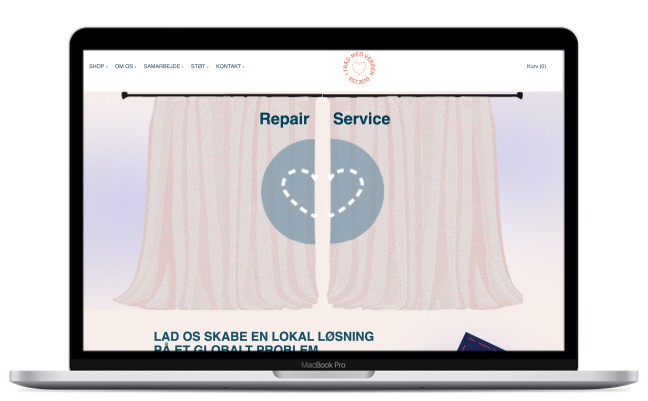 SHOP ›
OM OS ›
SAMARBEJDE ›
STØT ›
KONTAKT ›
I TRÅD MED VERDEN
EST. 2010
Kurv (0)
Repair Service
LAD OS SKABE EN LOKAL LØSNING
PÅ ET GLOBALT PROBLEM
MacBook Pro